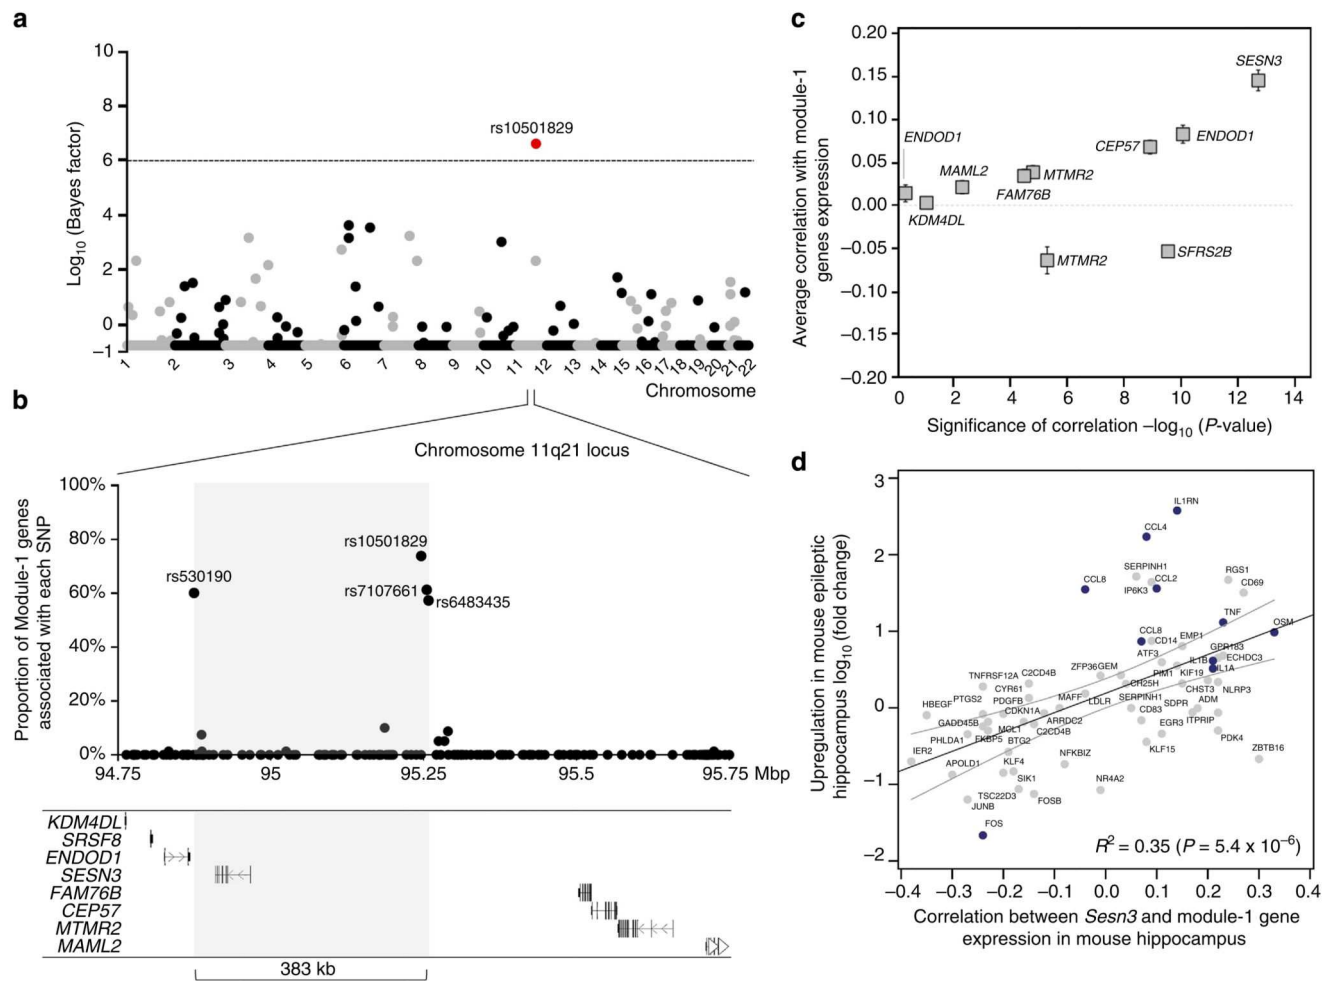 a
10
8
6
4
2
0
–1
Log10 (Bayes factor)
rs10501829
1 2 3 4 5 6 7 8 9 10 11 12 13 14 15 16 17 18 19 20 21 22
Chromosome
b
Chromosome 11q21 locus
Proportion of Module-1 genes
associated with each SNP
100%
80%
60%
40%
20%
0%
rs530190
rs10501829
rs7107661
rs6483435
94.75 95 95.25 95.5 95.75 Mbp
KDM4DL
SRSF8
ENDOD1
SESN3
FAM76B
CEP57
MTMR2
MAML2
383 kb
c
Average correlation with module-1
genes expression
0.20
0.15
0.10
0.05
0.00
–0.05
–0.10
–0.15
–0.20
SESN3
ENDOD1
CEP57
ENDOD1
MAML2
MTMR2
FAM76B
KDM4DL
MTMR2
SFRS2B
0 2 4 6 8 10 12 14
Significance of correlation –log10 (P-value)
d
Upregulation in mouse epileptic
hippocampus log10 (fold change)
3
2
1
0
–1
–2
IL1RN
CCL4
SERPINH1
RGS1
CCL8
CCL2
CD69
IP6K3
TNF
OSM
CCL8
EMP1
CD14
GPR183
ATF3
IL1B
ECHDC3
ZFP36
GEM
IL1A
PIM1
KIF19
TNFRSF12A
C2CD4B
CH25H
CHST3
NLRP3
CYR61
PTGS2
PDGFB
MAFF
LDLR
SERPINH1
ADM
HBEGF
CDKN1A
CD83
SDPR
GADD45B
MCL1
ARRDC2
EGR3
ITPRIP
PHLDA1
FKBP5
BTG2
C2CD4B
PDK4
IER2
KLF15
ZBTB16
NFKBIZ
APOLD1
KLF4
SIK1
NR4A2
TSC22D3
FOSB
JUNB
FOS
R2 = 0.35 (P = 5.4 x 10–6)
–0.4 –0.3 –0.2 –0.1 0.0 0.1 0.2 0.3 0.4
Correlation between Sesn3 and module-1 gene
expression in mouse hippocampus